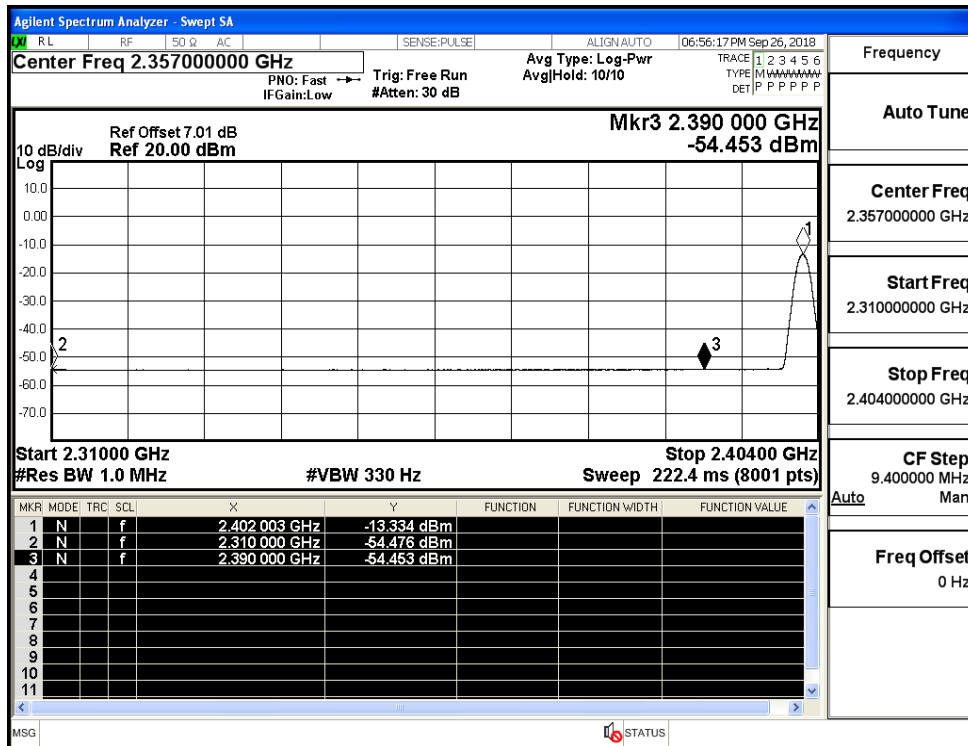 Agilent Spectrum Analyzer - Swept SA
LXI RL RF 50 Ω AC SENSE:PULSE ALIGN AUTO 06:56:17 PM Sep 26, 2018
Center Freq 2.357000000 GHz
PNO: Fast
IFGain:Low
Trig: Free Run
#Atten: 30 dB
Avg Type: Log-Pwr
Avg|Hold: 10/10
TRACE 1 2 3 4 5 6
TYPE M
DET P P P P P P
Mkr3 2.390 000 GHz
-54.453 dBm
Ref Offset 7.01 dB
10 dB/div Ref 20.00 dBm
Log
10.0
0.00
-10.0
-20.0
-30.0
-40.0
-50.0
-60.0
-70.0
1
2
3
Start 2.31000 GHz Stop 2.40400 GHz
#Res BW 1.0 MHz #VBW 330 Hz Sweep 222.4 ms (8001 pts)
MKR MODE TRC SCL X Y FUNCTION FUNCTION WIDTH FUNCTION VALUE
1 N f 2.402 003 GHz -13.334 dBm
2 N f 2.310 000 GHz -54.476 dBm
3 N f 2.390 000 GHz -54.453 dBm
4
5
6
7
8
9
10
11
MSG STATUS
Frequency
Auto Tune
Center Freq
2.357000000 GHz
Start Freq
2.310000000 GHz
Stop Freq
2.404000000 GHz
CF Step
9.400000 MHz
Auto Man
Freq Offset
0 Hz